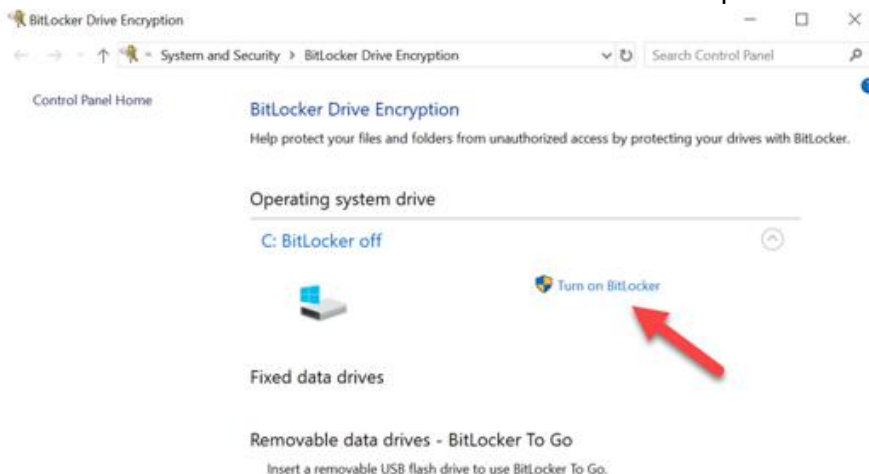 BitLocker Drive Encryption
System and Security > BitLocker Drive Encryption
Search Control Panel
Control Panel Home
BitLocker Drive Encryption
Help protect your files and folders from unauthorized access by protecting your drives with BitLocker.
Operating system drive
C: BitLocker off
Turn on BitLocker
Fixed data drives
Removable data drives - BitLocker To Go
Insert a removable USB flash drive to use BitLocker To Go.